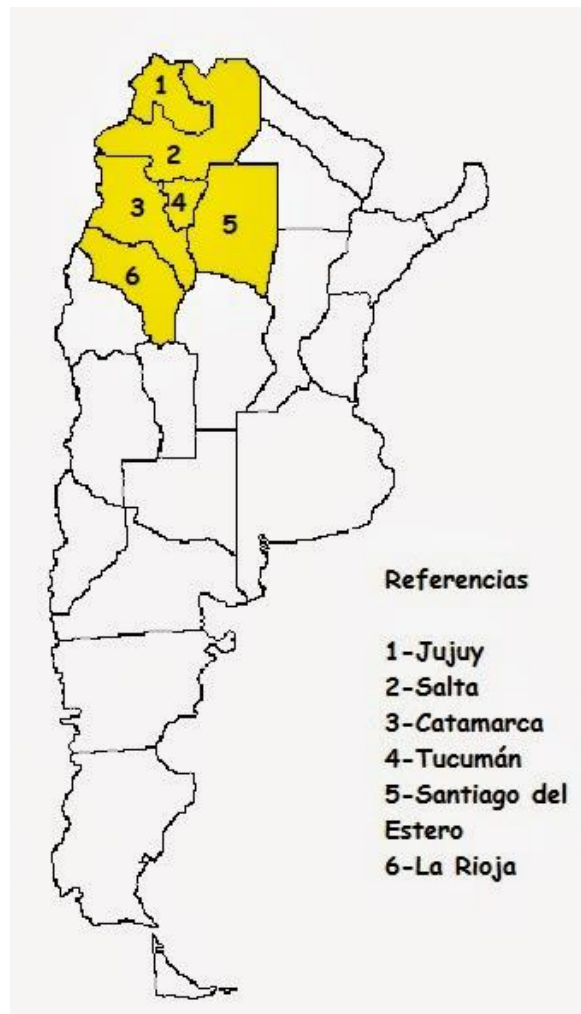 1
2
3
4
5
6
Referencias
1-Jujuy
2-Salta
3-Catamarca
4-Tucumán
5-Santiago del
Estero
6-La Rioja